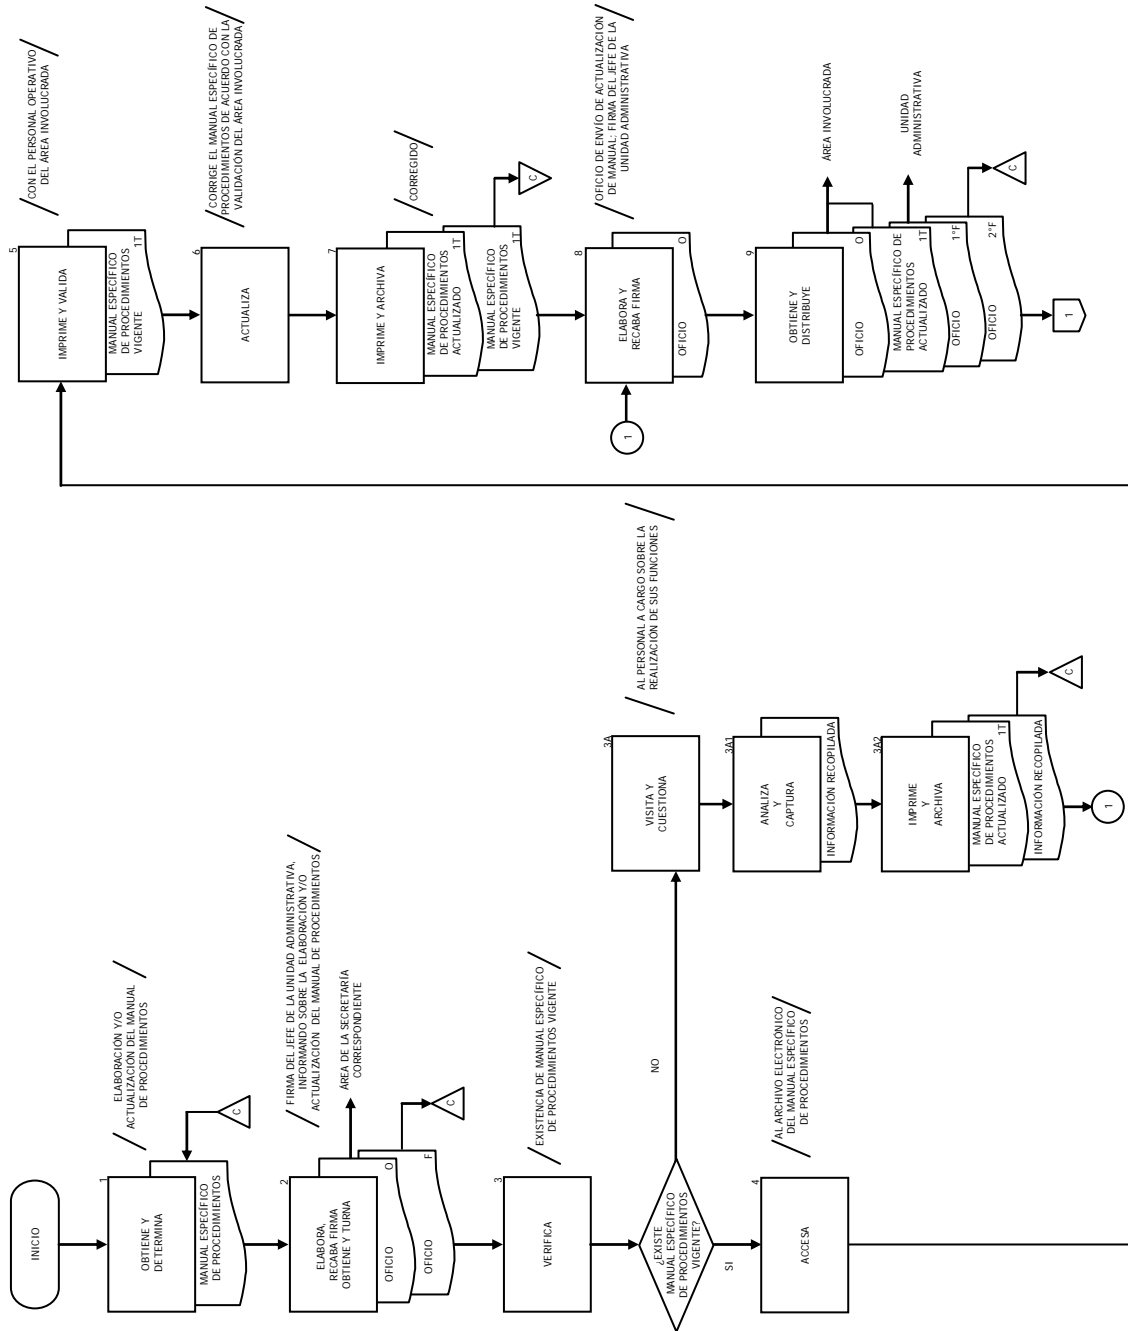 INICIO
1
OBTIENE Y
DETERMINA
MANUAL ESPECÍFICO
DE PROCEDIMIENTOS
C
ELABORACIÓN Y/O
ACTUALIZACIÓN DEL MANUAL
DE PROCEDIMIENTOS
2
ELABORA,
RECABA FIRMA
OBTIENE Y TURNA
OFICIO
O
OFICIO
F
ÁREA DE LA SECRETARÍA
CORRESPONDIENTE
C
FIRMA DEL JEFE DE LA UNIDAD ADMINISTRATIVA,
INFORMANDO SOBRE LA ELABORACIÓN Y/O
ACTUALIZACIÓN DEL MANUAL DE PROCEDIMIENTOS
3
VERIFICA
EXISTENCIA DE MANUAL ESPECÍFICO
DE PROCEDIMIENTOS VIGENTE
¿EXISTE
MANUAL ESPECÍFICO
DE PROCEDIMIENTOS
VIGENTE?
NO
SI
3A
VISITA Y
CUESTIONA
AL PERSONAL A CARGO SOBRE LA
REALIZACIÓN DE SUS FUNCIONES
3A1
ANALIZA
Y
CAPTURA
INFORMACIÓN RECOPILADA
3A2
IMPRIME
Y
ARCHIVA
MANUAL ESPECÍFICO
DE PROCEDIMIENTOS
ACTUALIZADO
1T
INFORMACIÓN RECOPILADA
C
1
4
ACCESA
AL ARCHIVO ELECTRÓNICO
DEL MANUAL ESPECÍFICO
DE PROCEDIMIENTOS
5
IMPRIME Y VALIDA
MANUAL ESPECÍFICO
DE PROCEDIMIENTOS
VIGENTE
1T
CON EL PERSONAL OPERATIVO
DEL ÁREA INVOLUCRADA
6
ACTUALIZA
CORRIGE EL MANUAL ESPECÍFICO DE
PROCEDIMIENTOS DE ACUERDO CON LA
VALIDACIÓN DEL ÁREA INVOLUCRADA
7
IMPRIME Y ARCHIVA
MANUAL ESPECÍFICO
DE PROCEDIMIENTOS
ACTUALIZADO
1T
MANUAL ESPECÍFICO
DE PROCEDIMIENTOS
VIGENTE
1T
CORREGIDO
C
8
ELABORA Y
RECABA FIRMA
OFICIO
O
1
OFICIO DE ENVÍO DE ACTUALIZACIÓN
DE MANUAL; FIRMA DEL JEFE DE LA
UNIDAD ADMINISTRATIVA
9
OBTIENE Y
DISTRIBUYE
OFICIO
O
MANUAL ESPECÍFICO DE
PROCEDIMIENTOS
ACTUALIZADO
1T
OFICIO
1°F
OFICIO
2°F
ÁREA INVOLUCRADA
UNIDAD
ADMINISTRATIVA
C
1